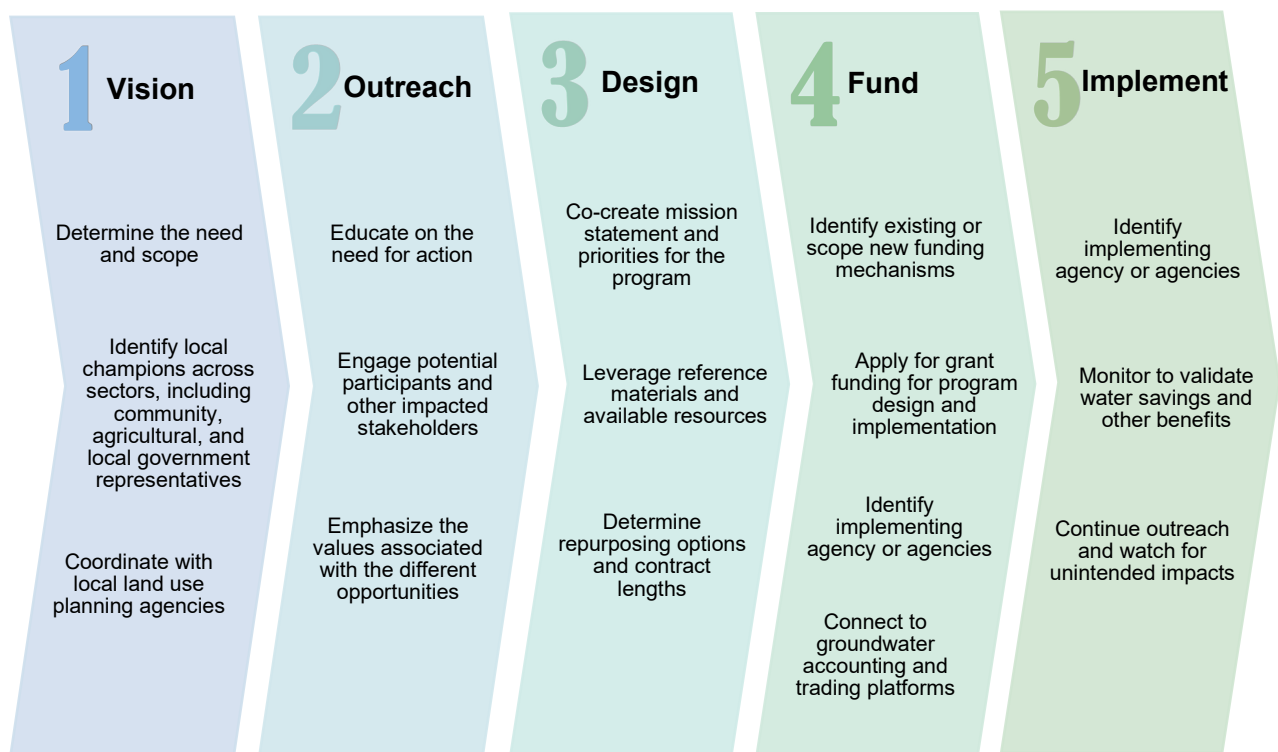 1 Vision
Determine the need
and scope
Identify local
champions across
sectors, including
community,
agricultural, and
local government
representatives
Coordinate with
local land use
planning agencies
2 Outreach
Educate on the
need for action
Engage potential
participants and
other impacted
stakeholders
Emphasize the
values associated
with the different
opportunities
3 Design
Co-create mission
statement and
priorities for the
program
Leverage reference
materials and
available resources
Determine
repurposing options
and contract
lengths
4 Fund
Identify existing or
scope new funding
mechanisms
Apply for grant
funding for program
design and
implementation
Identify
implementing
agency or agencies
Connect to
groundwater
accounting and
trading platforms
5 Implement
Identify
implementing
agency or agencies
Monitor to validate
water savings and
other benefits
Continue outreach
and watch for
unintended impacts